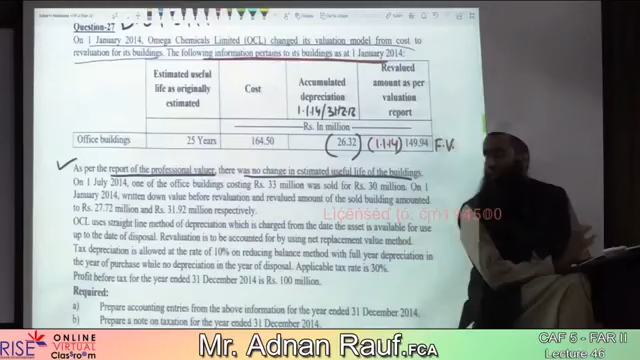 Question-27
On 1 January 2014, Omega Chemicals Limited (OCL) changed its valuation model from cost to
revaluation for its buildings. The following information pertains to its buildings as at 1 January 2014:
Estimated useful life as originally estimated
Cost
Accumulated depreciation
1.1.14/31.12.13
Revalued amount as per valuation report
Rs. in million
Office buildings 25 Years 164.50 26.32 (1.1.14) 149.94 F.V.
As per the report of the professional valuer, there was no change in estimated useful life of the buildings.
On 1 July 2014, one of the office buildings costing Rs. 33 million was sold for Rs. 30 million. On 1
January 2014, written down value before revaluation and revalued amount of the sold building amounted
to Rs. 27.72 million and Rs. 31.92 million respectively.
OCL uses straight line method of depreciation which is charged from the date the asset is available for use
up to the date of disposal. Revaluation is to be accounted for by using net replacement value method.
Tax depreciation is allowed at the rate of 10% on reducing balance method with full year depreciation in
the year of purchase while no depreciation in the year of disposal. Applicable tax rate is 30%
Profit before tax for the year ended 31 December 2014 is Rs. 100 million.
Required:
a) Prepare accounting entries from the above information for the year ended 31 December 2014.
b) Prepare a note on taxation for the year ended 31 December 2014.
Licensed to: cm114500
RISE ONLINE VIRTUAL Classroom
Mr. Adnan Rauf.FCA
CAF 5 - FAR II
Lecture 46